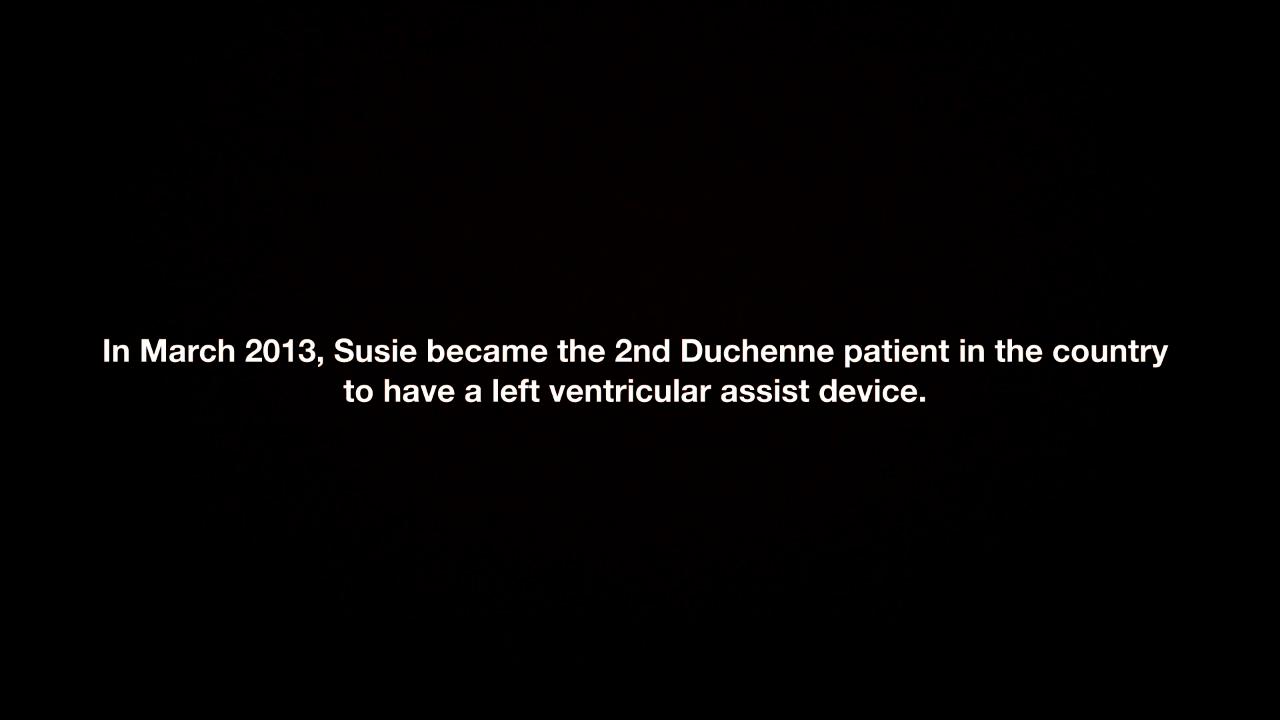 In March 2013, Susie became the 2nd Duchenne patient in the country
to have a left ventricular assist device.